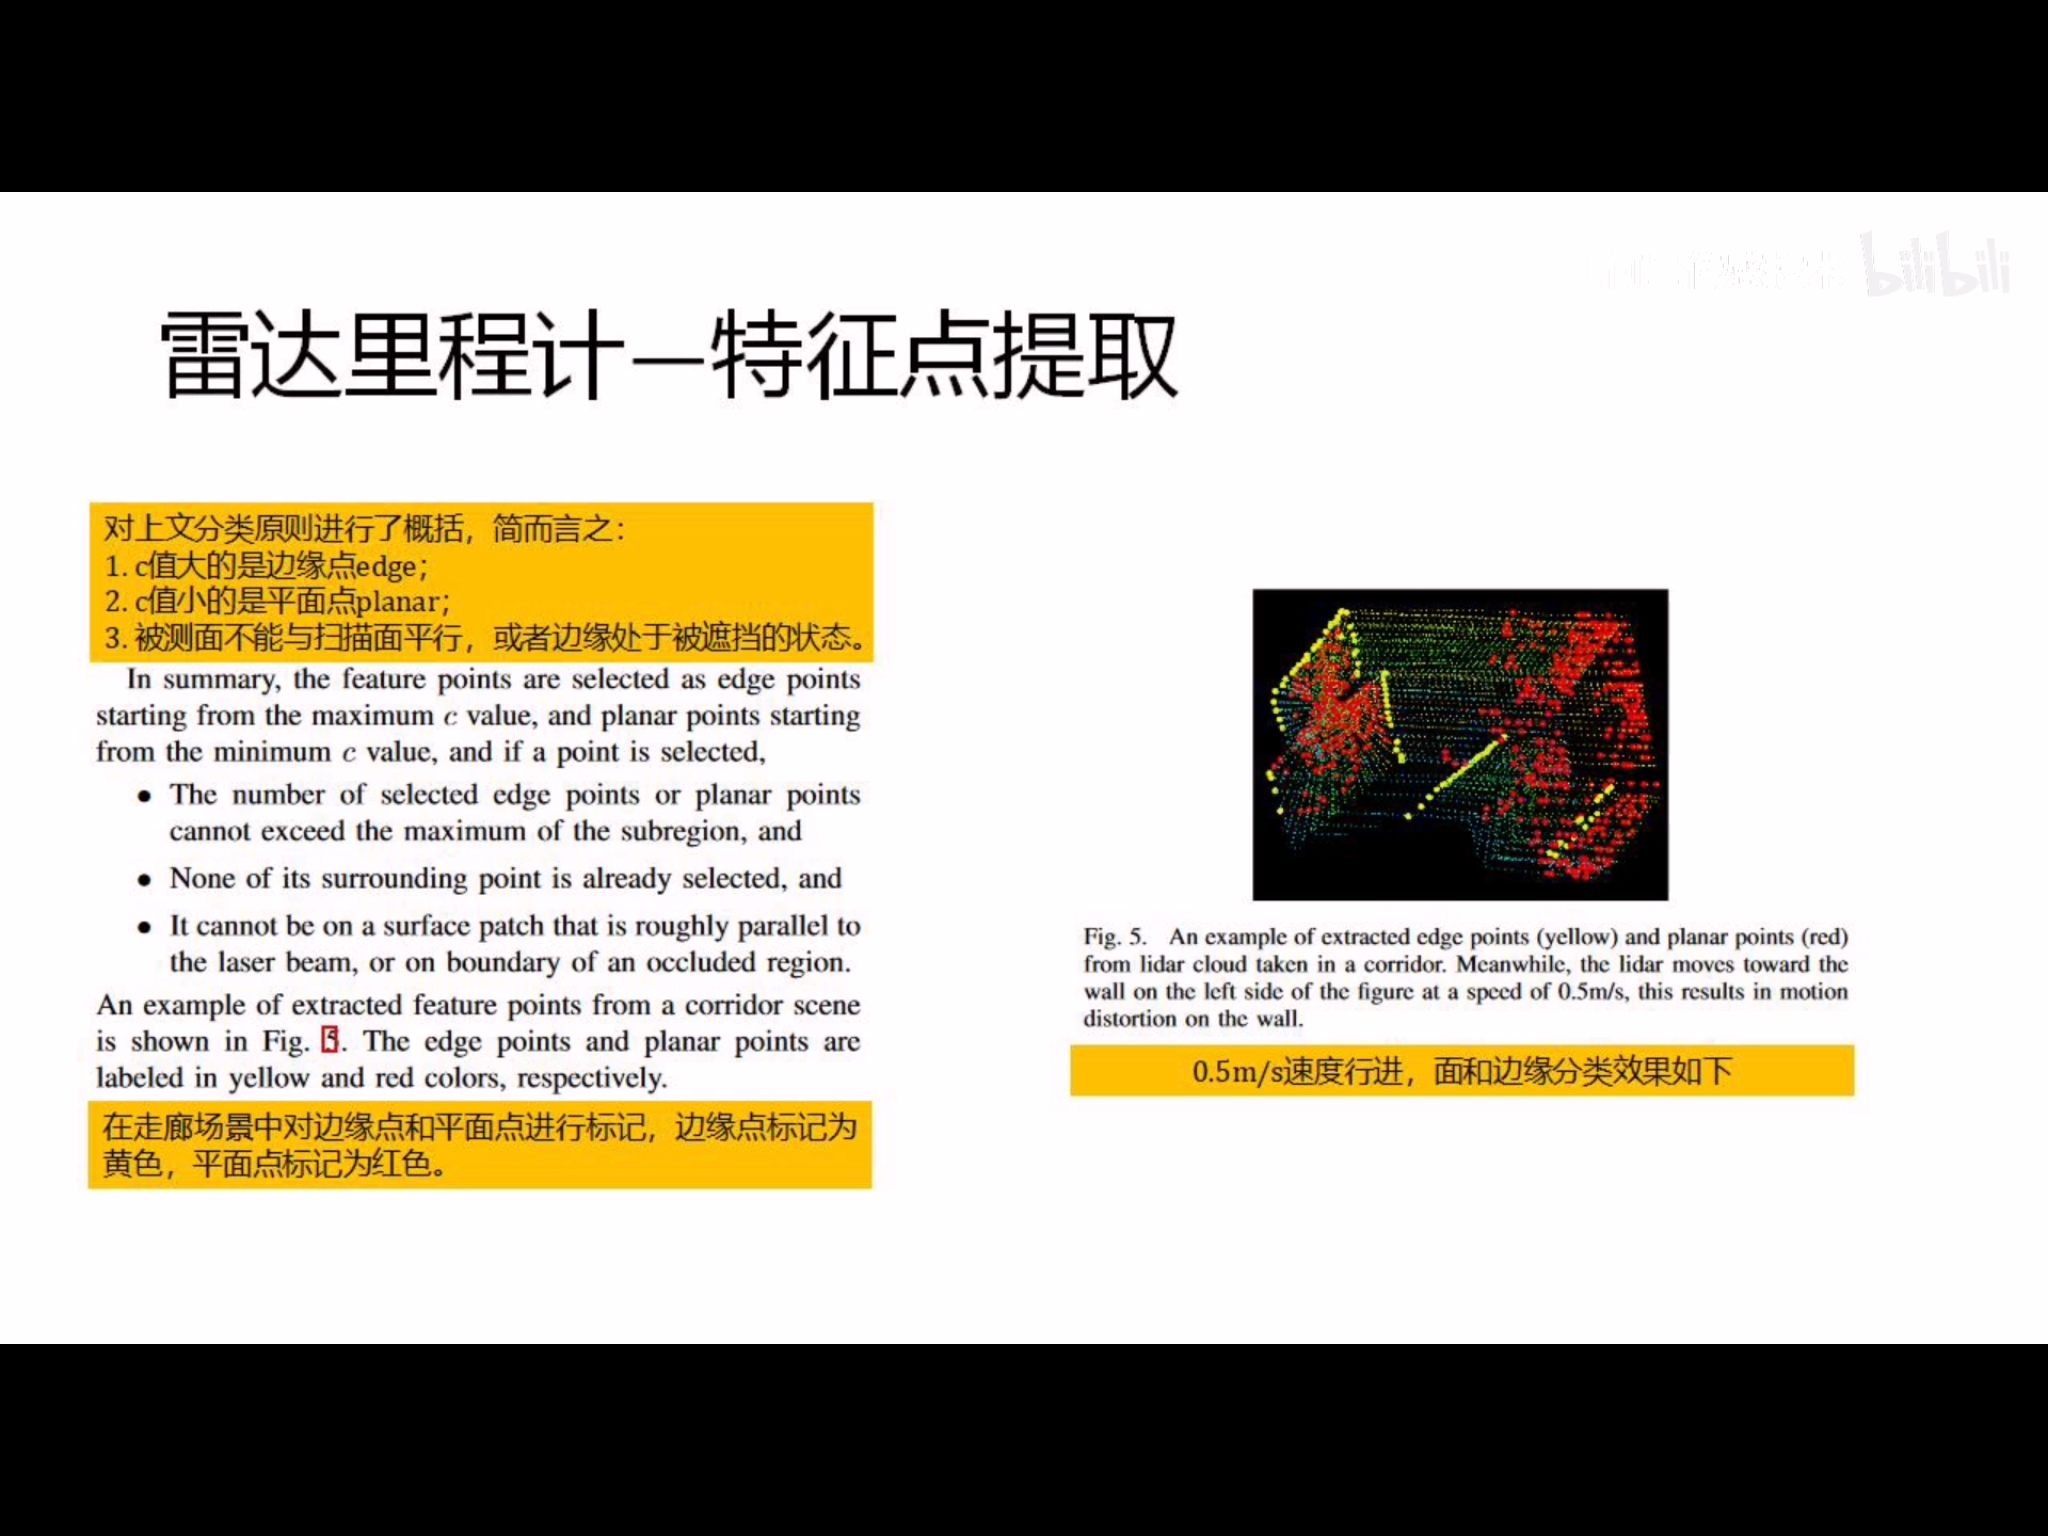 bilibili
雷达里程计—特征点提取
对上文分类原则进行了概括，简而言之：
1. c值大的是边缘点edge；
2. c值小的是平面点planar；
3. 被测面不能与扫描面平行，或者边缘处于被遮挡的状态。
In summary, the feature points are selected as edge points
starting from the maximum c value, and planar points starting
from the minimum c value, and if a point is selected,
• The number of selected edge points or planar points
cannot exceed the maximum of the subregion, and
• None of its surrounding point is already selected, and
• It cannot be on a surface patch that is roughly parallel to
the laser beam, or on boundary of an occluded region.
An example of extracted feature points from a corridor scene
is shown in Fig. 5. The edge points and planar points are
labeled in yellow and red colors, respectively.
在走廊场景中对边缘点和平面点进行标记，边缘点标记为
黄色，平面点标记为红色。
Fig. 5. An example of extracted edge points (yellow) and planar points (red)
from lidar cloud taken in a corridor. Meanwhile, the lidar moves toward the
wall on the left side of the figure at a speed of 0.5m/s, this results in motion
distortion on the wall.
0.5m/s速度行进，面和边缘分类效果如下